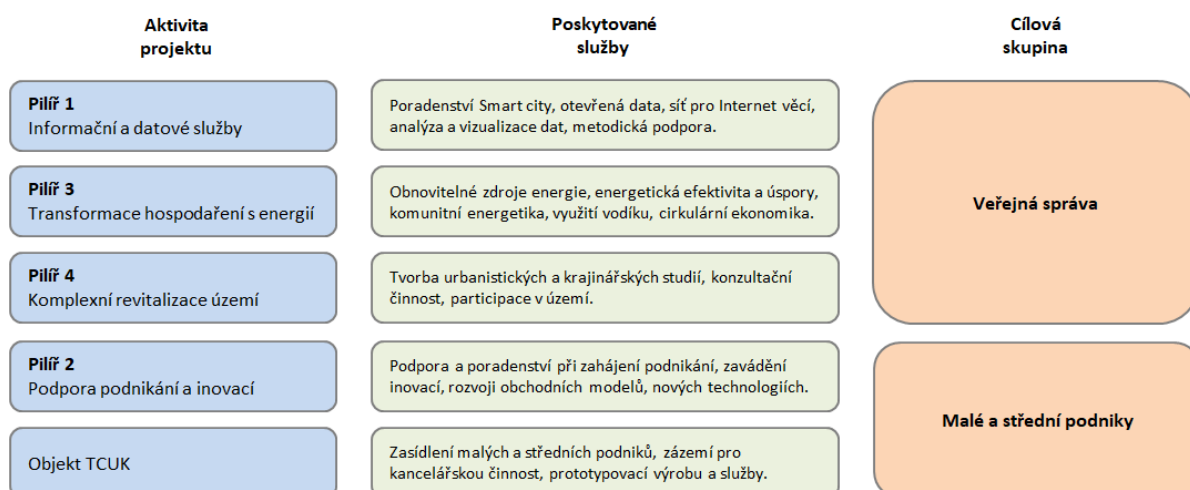 Aktivita
projektu
Poskytované
služby
Cílová
skupina
Pilíř 1
Informační a datové služby
Poradenství Smart city, otevřená data, síť pro Internet věcí,
analýza a vizualizace dat, metodická podpora.
Pilíř 3
Transformace hospodaření s energií
Obnovitelné zdroje energie, energetická efektivita a úspory,
komunitní energetika, využití vodíku, cirkulární ekonomika.
Veřejná správa
Pilíř 4
Komplexní revitalizace území
Tvorba urbanistických a krajinářských studií, konzultační
činnost, participace v území.
Pilíř 2
Podpora podnikání a inovací
Podpora a poradenství při zahájení podnikání, zavádění
inovací, rozvoji obchodních modelů, nových technologiích.
Malé a střední podniky
Objekt TCUK
Zasídlení malých a středních podniků, zázemí pro
kancelářskou činnost, prototypovací výrobu a služby.